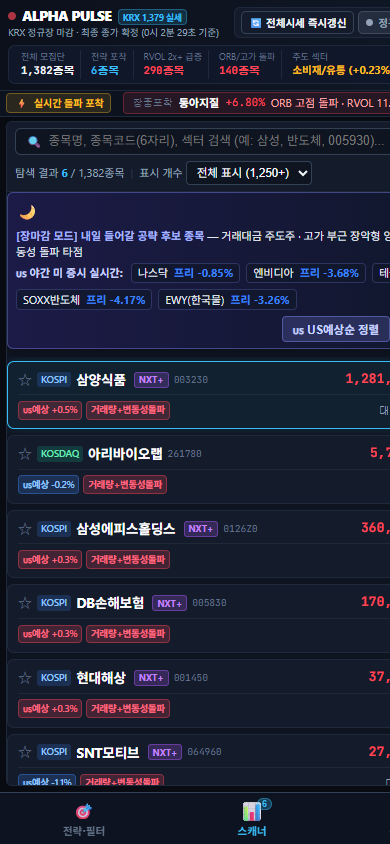 ALPHA PULSE KRX 1,379 실세
KRX 정규장 마감 · 최종 종가 확정 (0시 2분 29초 기준)
전체시세 즉시갱신
전체 모집단 전략 포착 RVOL 2x+ 급증 ORB/고가 돌파 주도 섹터
1,382종목 6종목 290종목 140종목 소비재/유통 (+0.23%
실시간 돌파 포착 장중포착 통아지질 +6.80% ORB 고점 돌파 · RVOL 11.
종목명, 종목코드(6자리), 섹터 검색 (예: 삼성, 반도체, 005930)...
탐색 결과 6 / 1,382종목 | 표시 개수 전체 표시 (1,250+)
[장마감 모드] 내일 들어갈 공략 후보 종목 — 거래대금 주도주 · 고가 부근 장악형
동성 돌파 타점
us 야간 미 증시 실시간: 나스닥 프리 -0.85% 엔비디아 프리 -3.68%
SOXX반도체 프리 -4.17% EWY(한국물) 프리 -3.26%
us US예상순 정렬
KOSPI 삼양식품 NXT+ 003230 1,281,
us예상 +0.5% 거래량+변동성돌파 대
KOSDAQ 아리바이오랩 261780 5,7
us예상 -0.2% 거래량+변동성돌파
KOSPI 삼성에피스홀딩스 NXT+ 0126Z0 360,
us예상 +0.3% 거래량+변동성돌파
KOSPI DB손해보험 NXT+ 005830 170,
us예상 +0.3% 거래량+변동성돌파
KOSPI 현대해상 NXT+ 001450 37,
us예상 +0.3% 거래량+변동성돌파
KOSPI SNT모티브 NXT+ 064960 27,
us예상 -1.1% 거래량+변동성돌파
6
전략·필터 스캐너